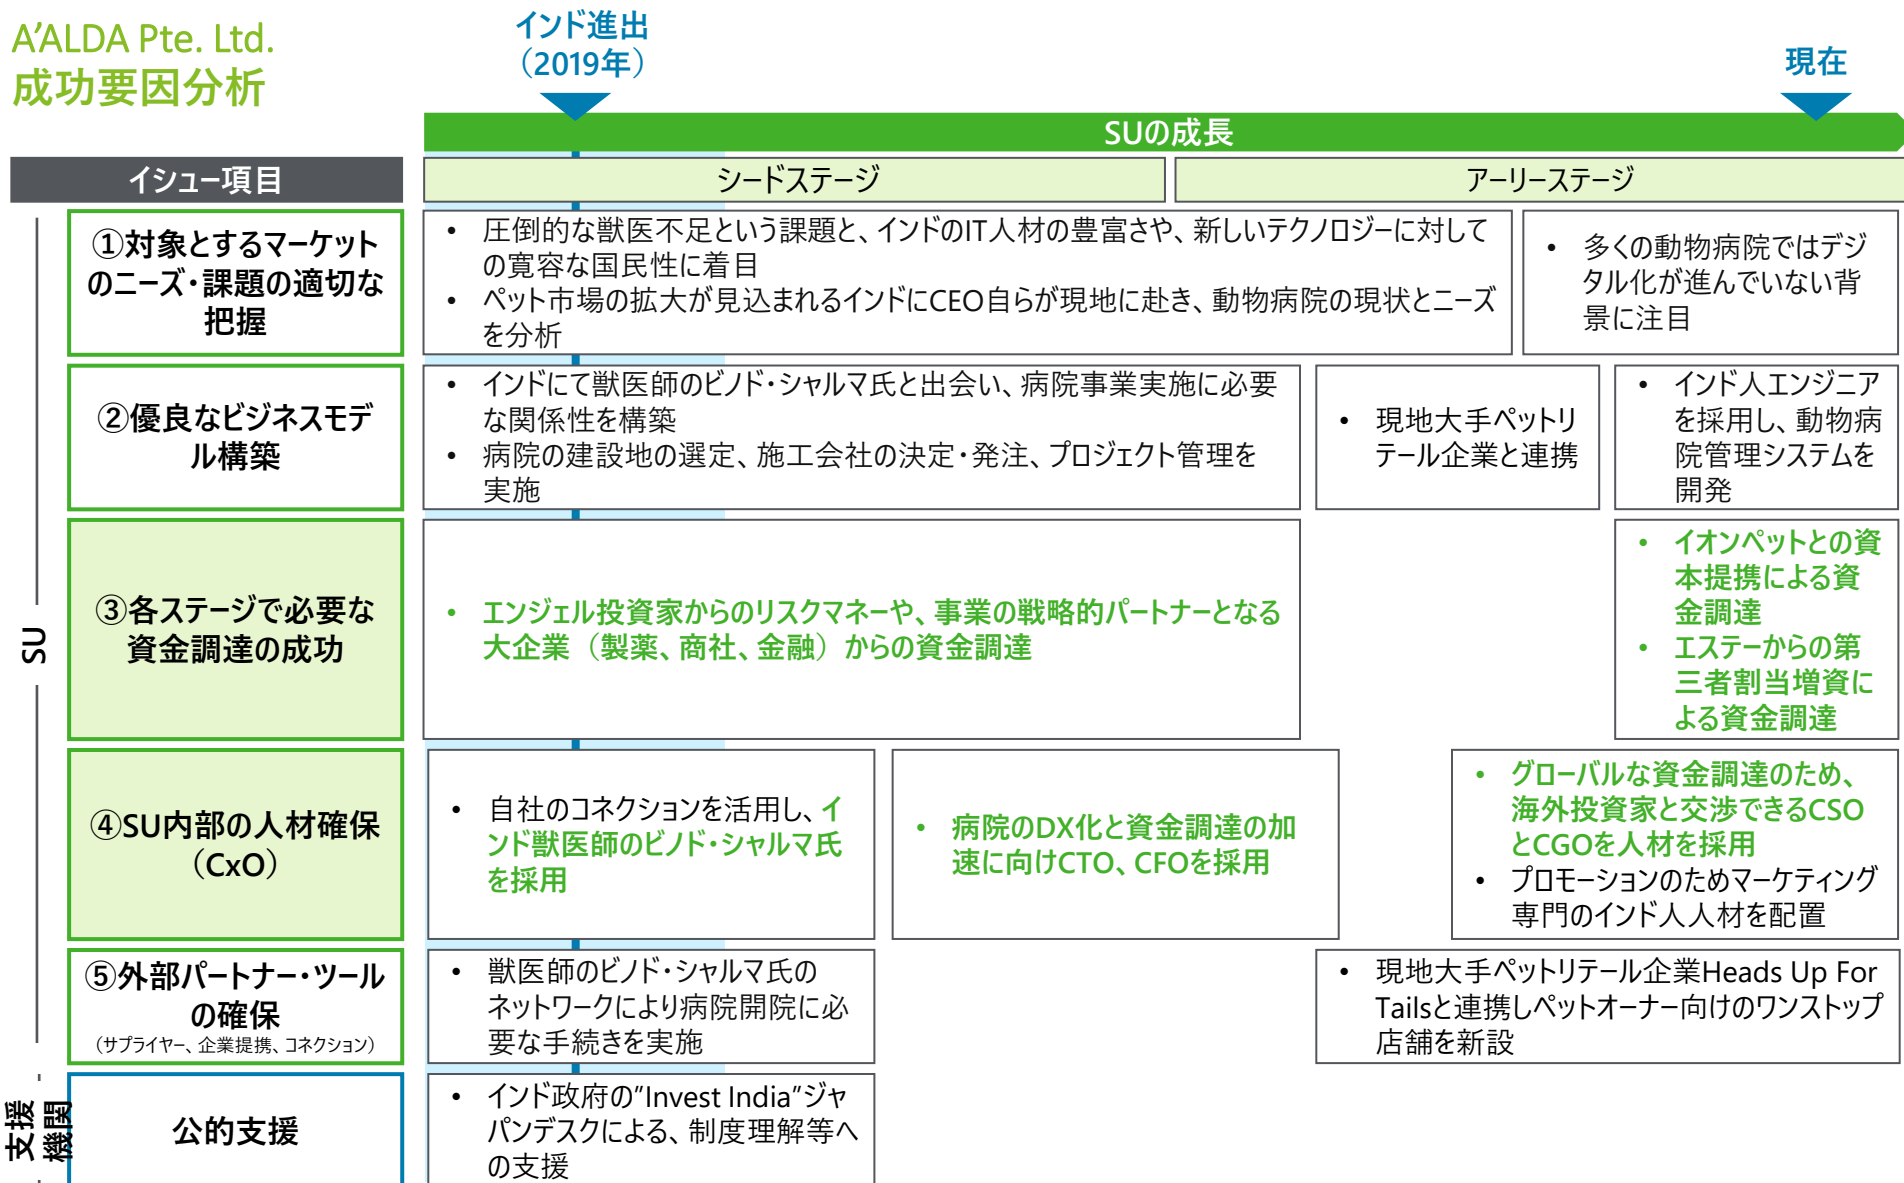 A'ALDA Pte. Ltd.
成功要因分析
インド進出
（2019年）
現在
SUの成長
イシュー項目
シードステージ
アーリーステージ
SU
①対象とするマーケット
のニーズ・課題の適切な
把握
• 圧倒的な獣医不足という課題と、インドのIT人材の豊富さや、新しいテクノロジーに対して
の寛容な国民性に着目
• ペット市場の拡大が見込まれるインドにCEO自らが現地に赴き、動物病院の現状とニーズ
を分析
• 多くの動物病院ではデジ
タル化が進んでいない背
景に注目
②優良なビジネスモデ
ル構築
• インドにて獣医師のビノド・シャルマ氏と出会い、病院事業実施に必要
な関係性を構築
• 病院の建設地の選定、施工会社の決定・発注、プロジェクト管理を
実施
• 現地大手ペットリ
テール企業と連携
• インド人エンジニア
を採用し、動物病
院管理システムを
開発
③各ステージで必要な
資金調達の成功
• エンジェル投資家からのリスクマネーや、事業の戦略的パートナーとなる
大企業（製薬、商社、金融）からの資金調達
• イオンペットとの資
本提携による資
金調達
• エステーからの第
三者割当増資に
よる資金調達
④SU内部の人材確保
（CxO）
• 自社のコネクションを活用し、イ
ンド獣医師のビノド・シャルマ氏
を採用
• 病院のDX化と資金調達の加
速に向けCTO、CFOを採用
• グローバルな資金調達のため、
海外投資家と交渉できるCSO
とCGOを人材を採用
• プロモーションのためマーケティング
専門のインド人人材を配置
⑤外部パートナー・ツール
の確保
（サプライヤー、企業提携、コネクション）
• 獣医師のビノド・シャルマ氏の
ネットワークにより病院開院に必
要な手続きを実施
• 現地大手ペットリテール企業Heads Up For
Tailsと連携しペットオーナー向けのワンストップ
店舗を新設
支援
機関
公的支援
• インド政府の”Invest India”ジャ
パンデスクによる、制度理解等へ
の支援